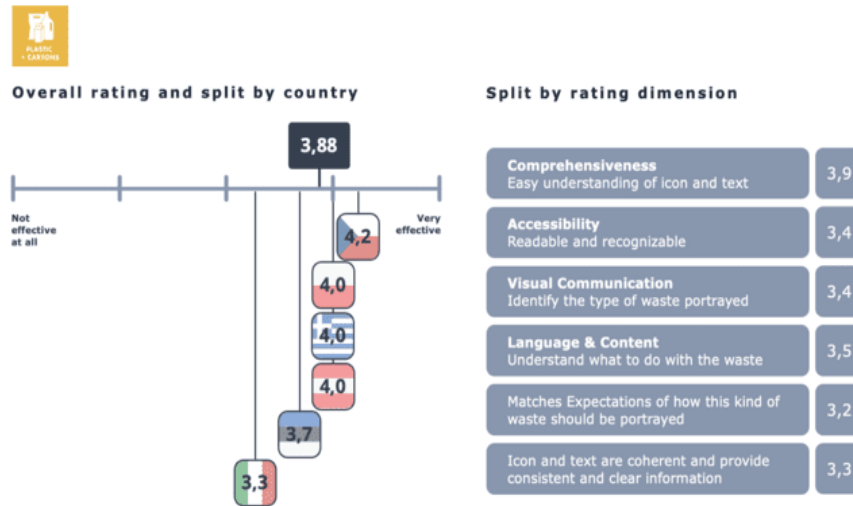 PLASTIC
+ CARTONS
Overall rating and split by country
3,88
Not
effective
at all
Very
effective
4,2
4,0
4,0
4,0
3,7
3,3
Split by rating dimension
Comprehensiveness
Easy understanding of icon and text
3,9
Accessibility
Readable and recognizable
3,4
Visual Communication
Identify the type of waste portrayed
3,4
Language & Content
Understand what to do with the waste
3,5
Matches Expectations of how this kind of
waste should be portrayed
3,2
Icon and text are coherent and provide
consistent and clear information
3,3